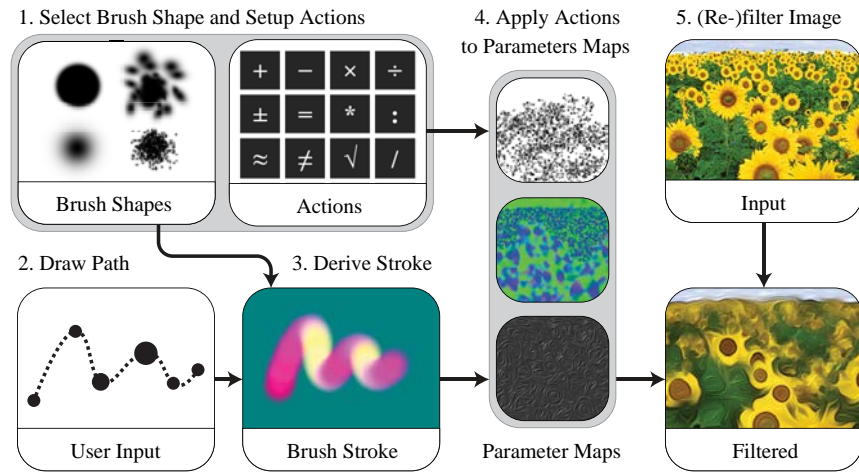 1. Select Brush Shape and Setup Actions
4. Apply Actions
to Parameters Maps
5. (Re-)filter Image
+ − × ÷
± = * :
≈ ≠ √ /
Brush Shapes
Actions
Input
2. Draw Path
3. Derive Stroke
User Input
Brush Stroke
Parameter Maps
Filtered